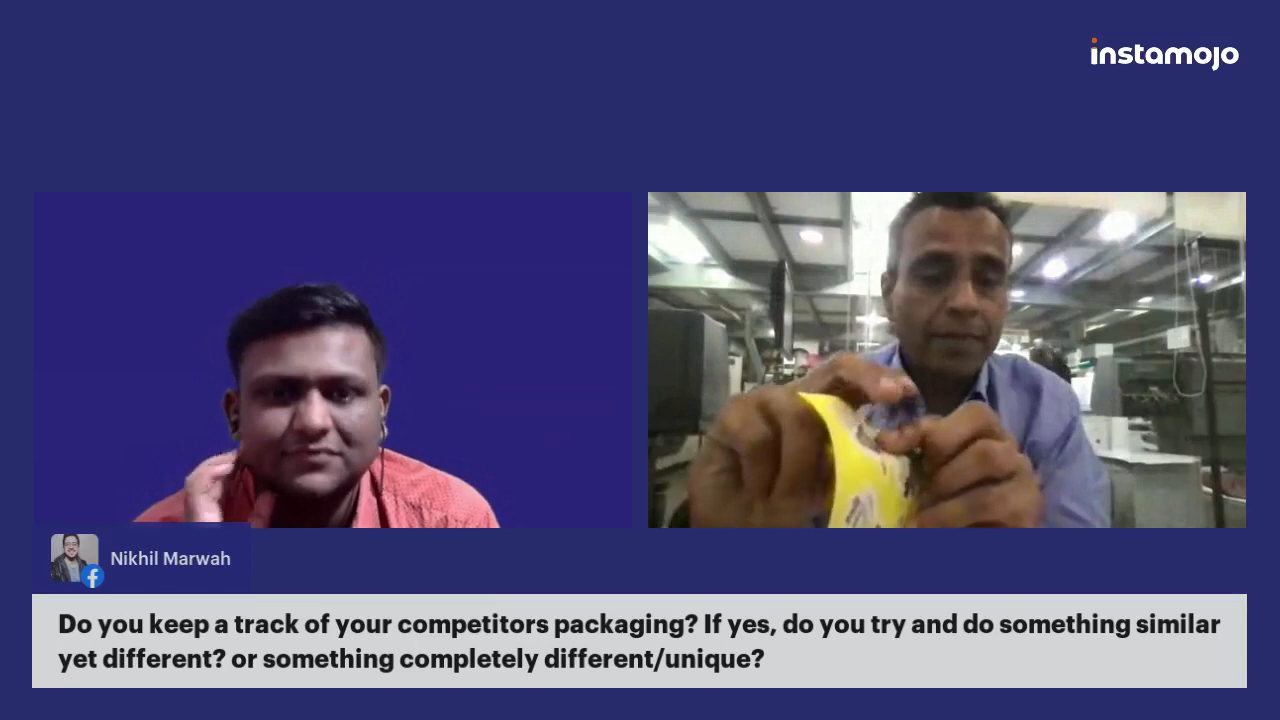 instamojo
Nikhil Marwah
Do you keep a track of your competitors packaging? If yes, do you try and do something similar
yet different? or something completely different/unique?